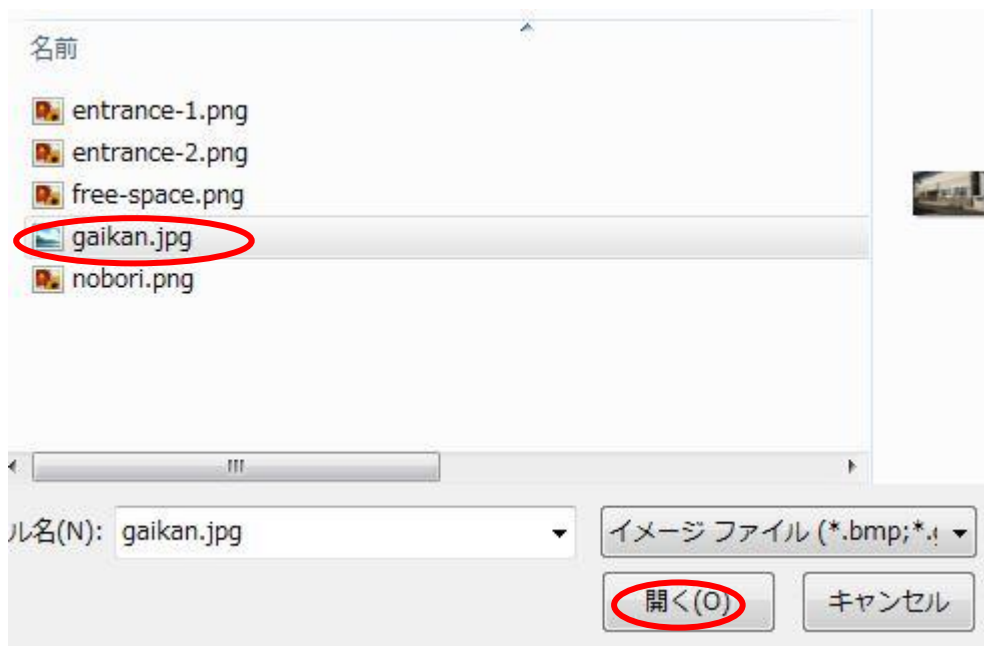 名前
entrance-1.png
entrance-2.png
free-space.png
gaikan.jpg
nobori.png
ル名(N): gaikan.jpg イメージ ファイル (*.bmp;*.g
開く(O) キャンセル